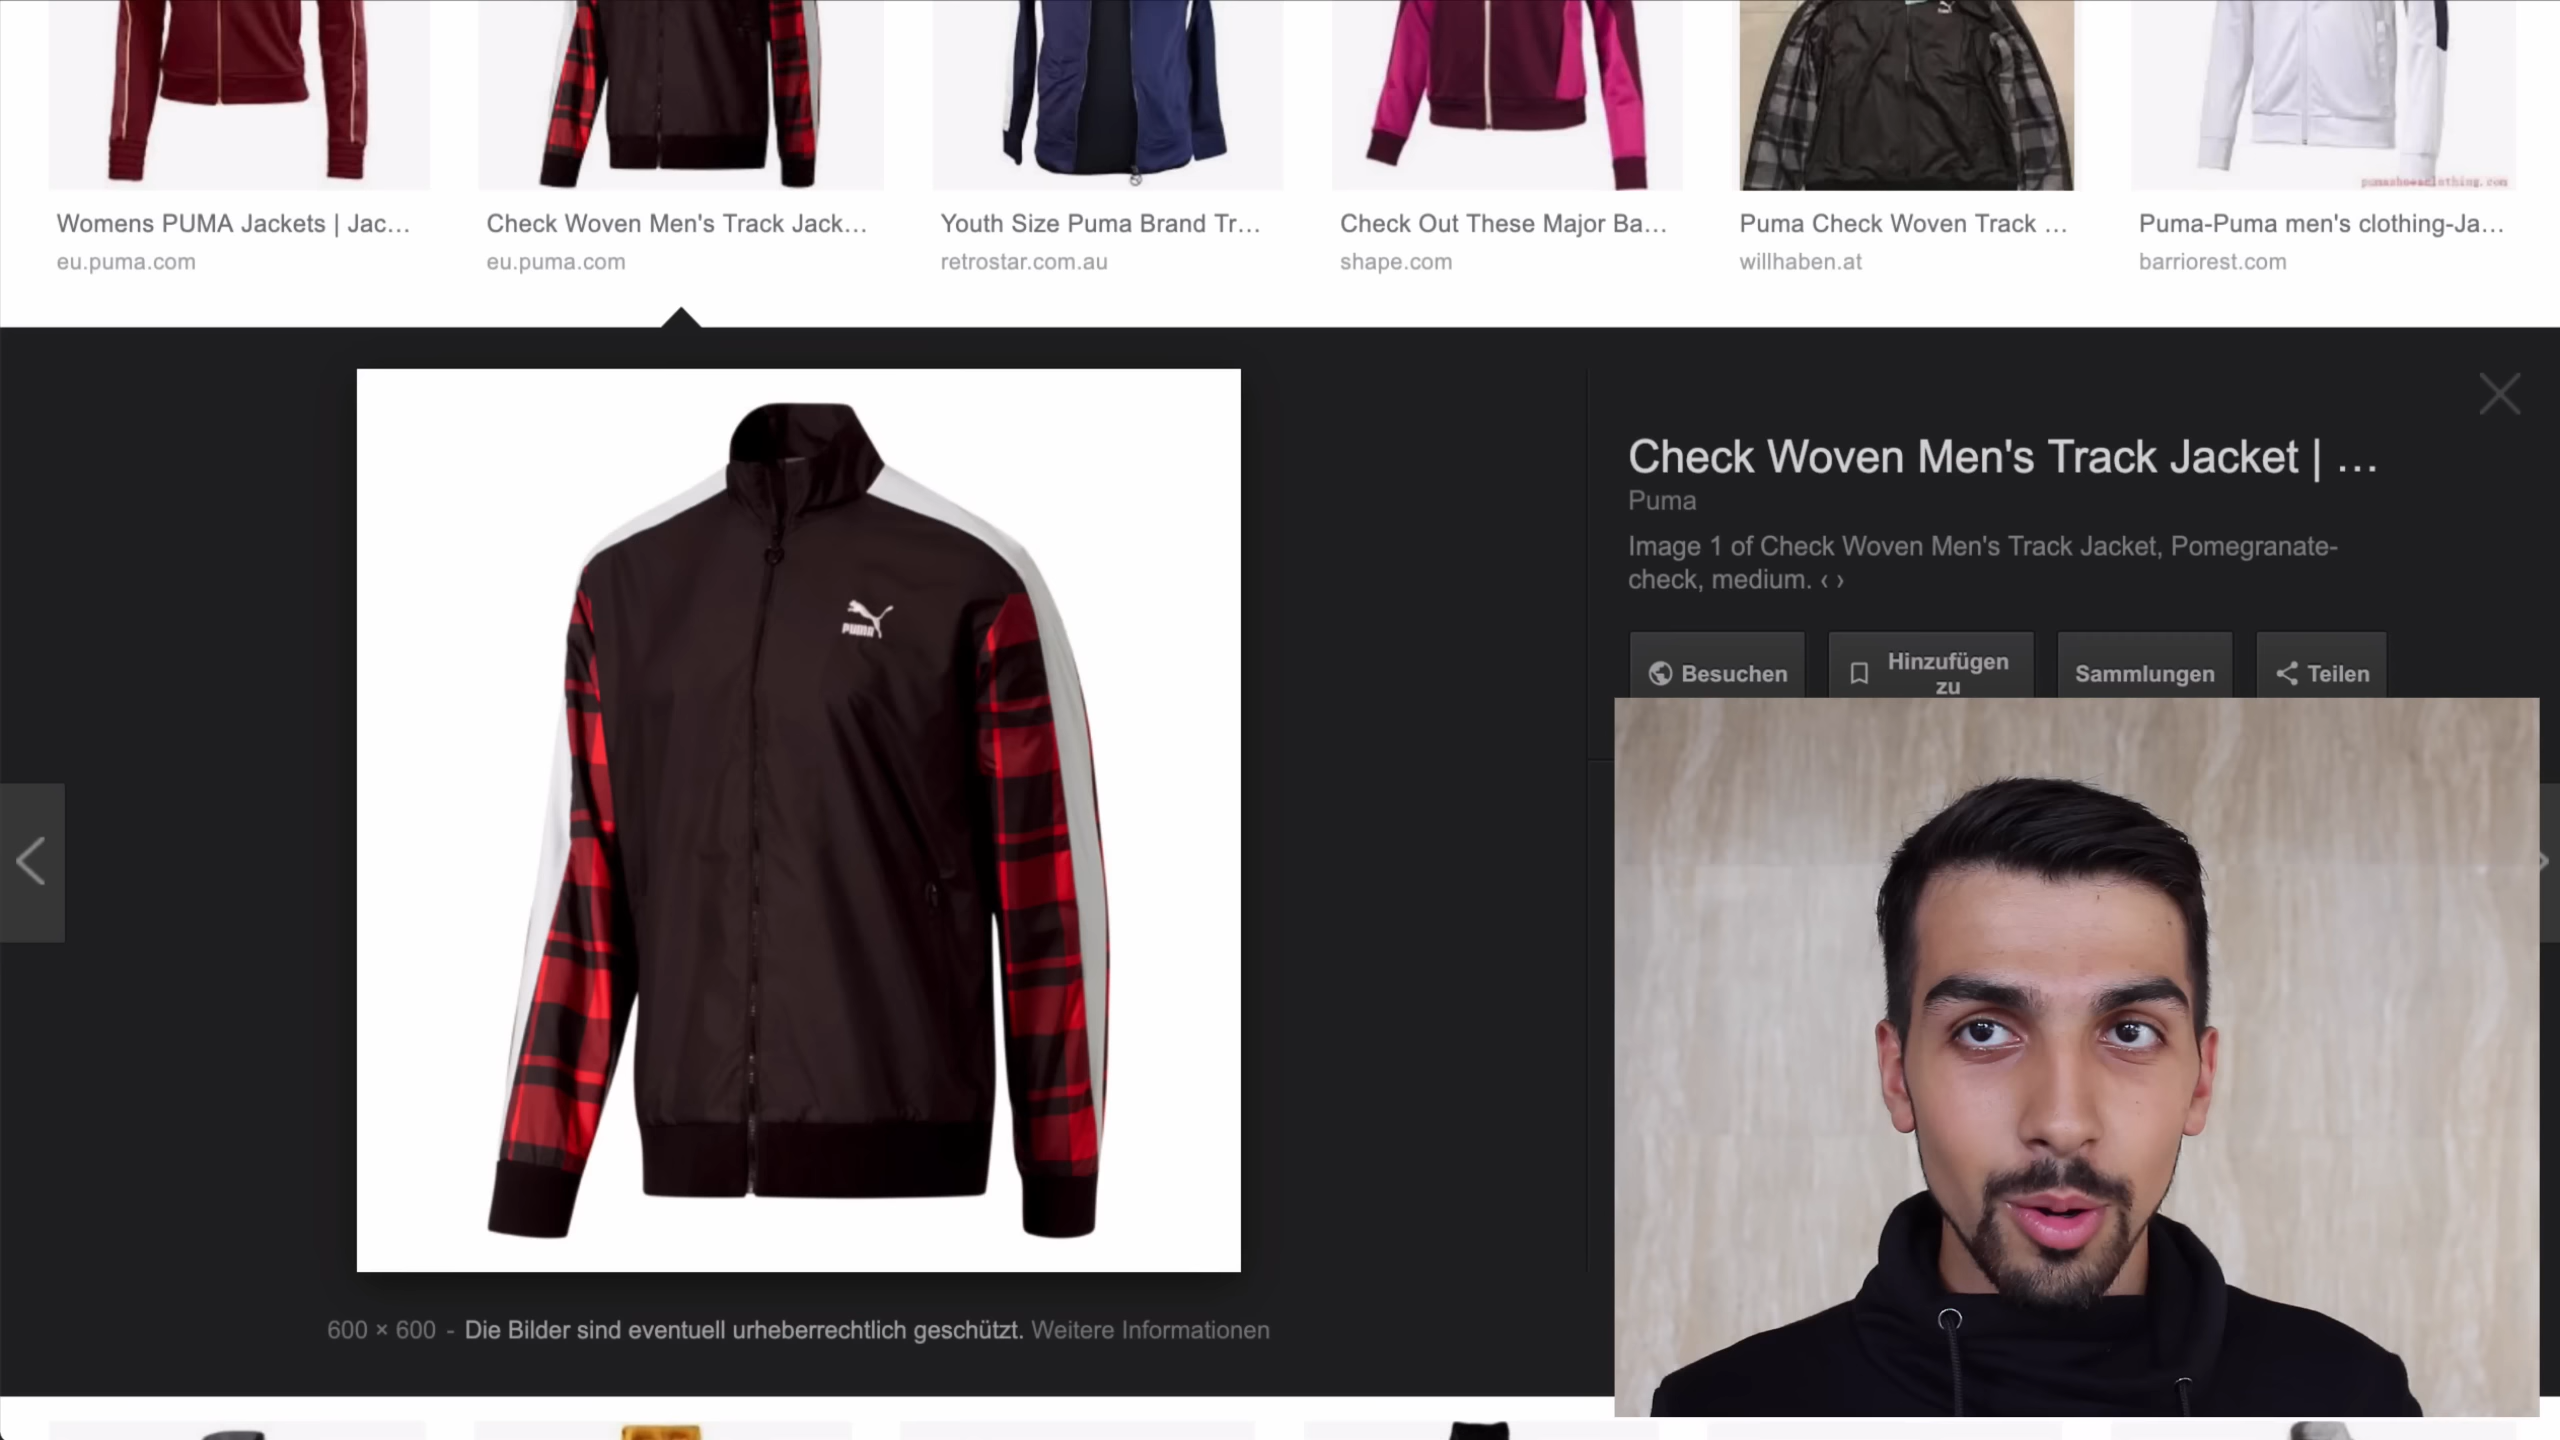 pumashoesclothing.com
Womens PUMA Jackets | Jac...
eu.puma.com
Check Woven Men's Track Jack...
eu.puma.com
Youth Size Puma Brand Tr...
retrostar.com.au
Check Out These Major Ba...
shape.com
Puma Check Woven Track ...
willhaben.at
Puma-Puma men's clothing-Ja...
barriorest.com
PUMA
Check Woven Men's Track Jacket | ...
Puma
Image 1 of Check Woven Men's Track Jacket, Pomegranate-
check, medium. ‹ ›
Besuchen
Hinzufügen
zu
Sammlungen
Teilen
600 × 600 - Die Bilder sind eventuell urheberrechtlich geschützt. Weitere Informationen